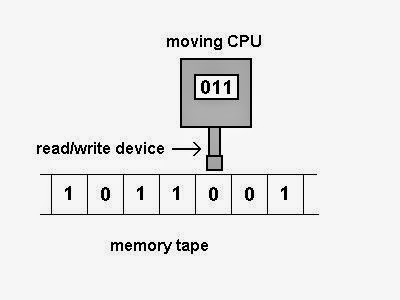 moving CPU
011
read/write device
1 0 1 1 0 0 1
memory tape